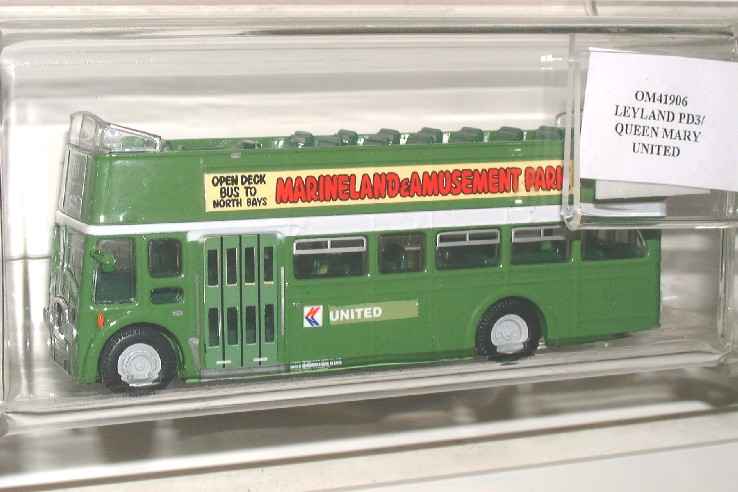 OM41906
LEYLAND PD3/
QUEEN MARY
UNITED
OPEN DECK
BUS TO
NORTH BAYS
MARINELAND & AMUSEMENT PARK
UNITED